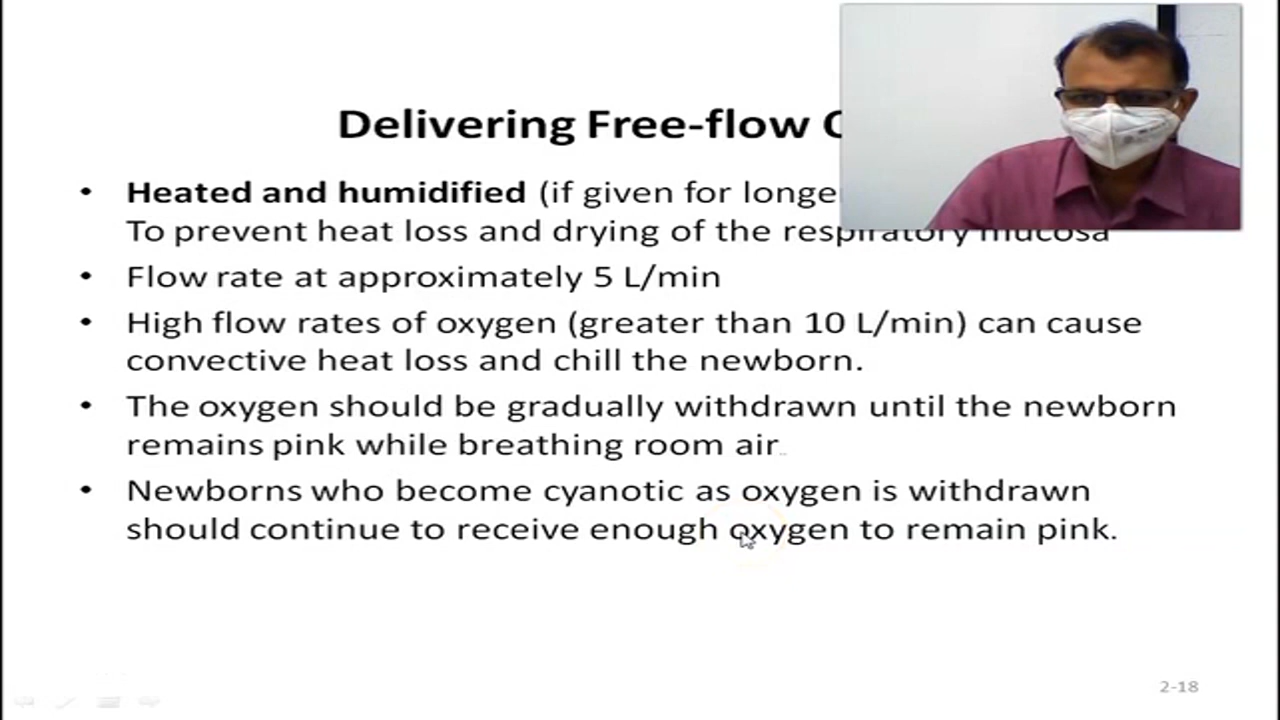 Delivering Free-flow
• Heated and humidified (if given for longer
To prevent heat loss and drying of the respiratory mucosa
• Flow rate at approximately 5 L/min
• High flow rates of oxygen (greater than 10 L/min) can cause
convective heat loss and chill the newborn.
• The oxygen should be gradually withdrawn until the newborn
remains pink while breathing room air
• Newborns who become cyanotic as oxygen is withdrawn
should continue to receive enough oxygen to remain pink.
2-18